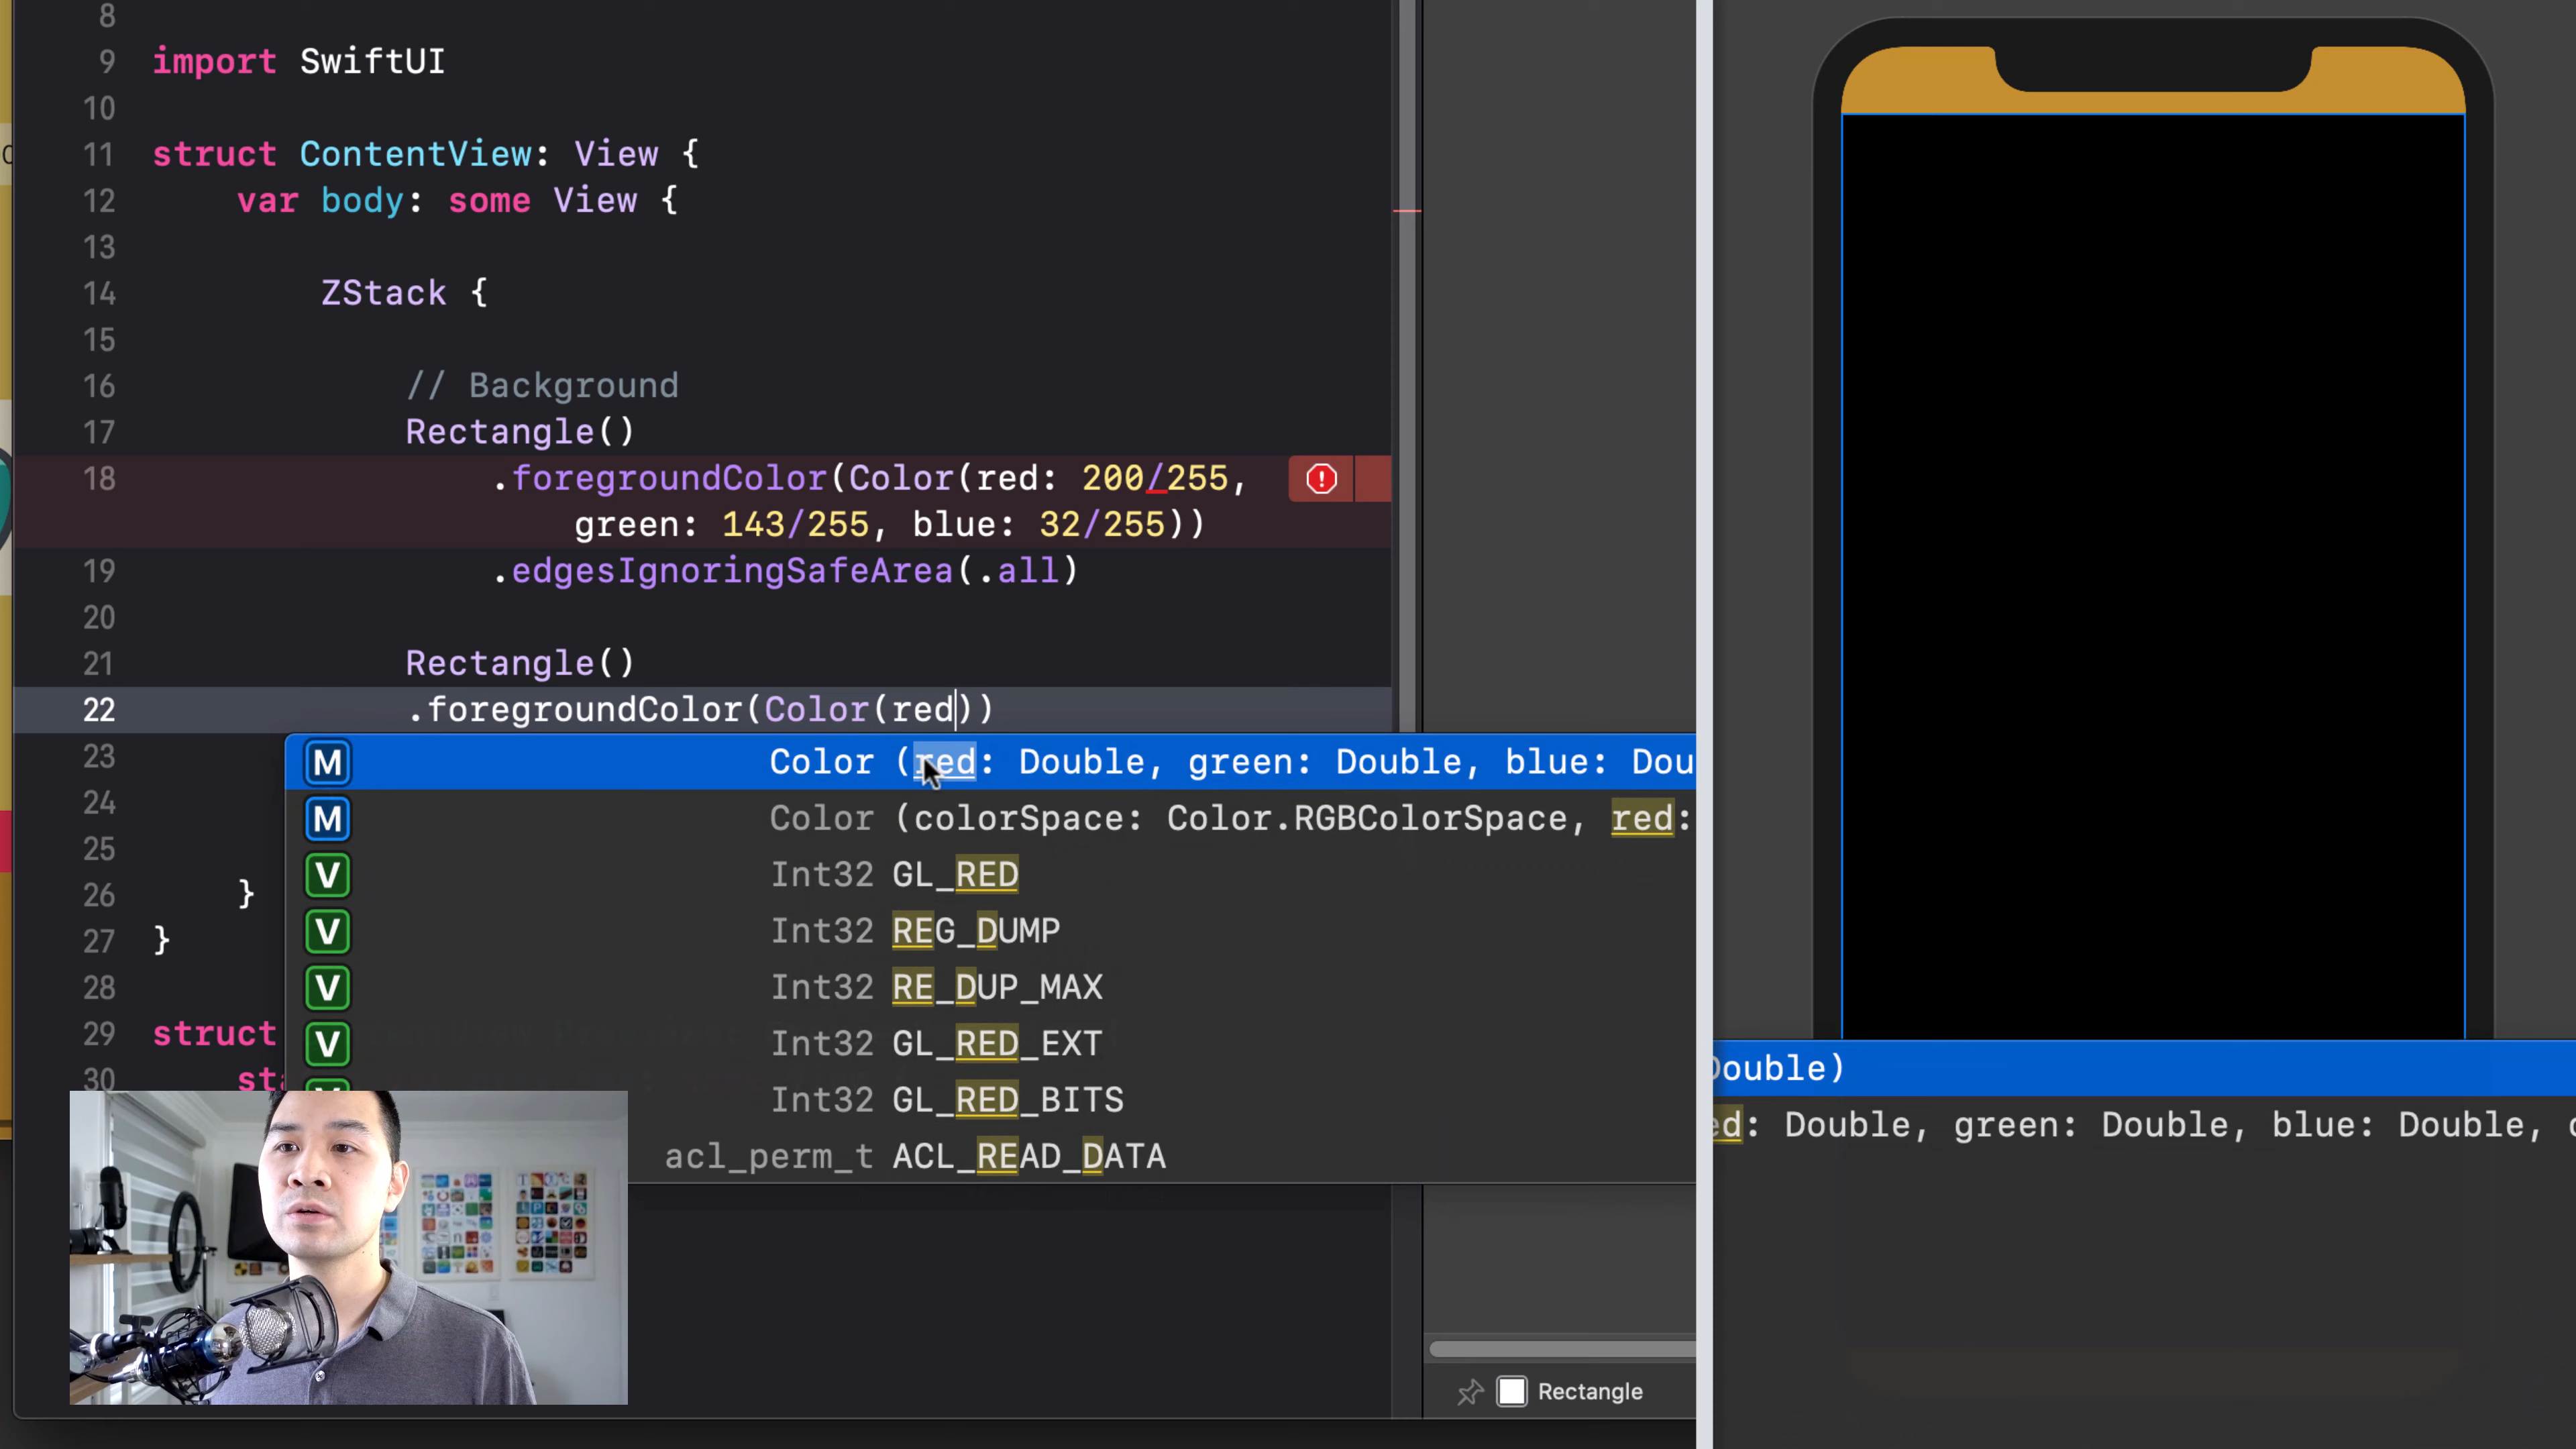 8
9 import SwiftUI
10
11 struct ContentView: View {
12 var body: some View {
13
14 ZStack {
15
16 // Background
17 Rectangle()
18 .foregroundColor(Color(red: 200/255,
green: 143/255, blue: 32/255))
19 .edgesIgnoringSafeArea(.all)
20
21 Rectangle()
22 .foregroundColor(Color(red))
23
M Color (red: Double, green: Double, blue: Dou
24
M Color (colorSpace: Color.RGBColorSpace, red:
25
V Int32 GL_RED
26 }
V Int32 REG_DUMP
27 }
28
V Int32 RE_DUP_MAX
29 struct
V Int32 GL_RED_EXT
30 sta
Int32 GL_RED_BITS
acl_perm_t ACL_READ_DATA
Double)
ed: Double, green: Double, blue: Double, o
Rectangle